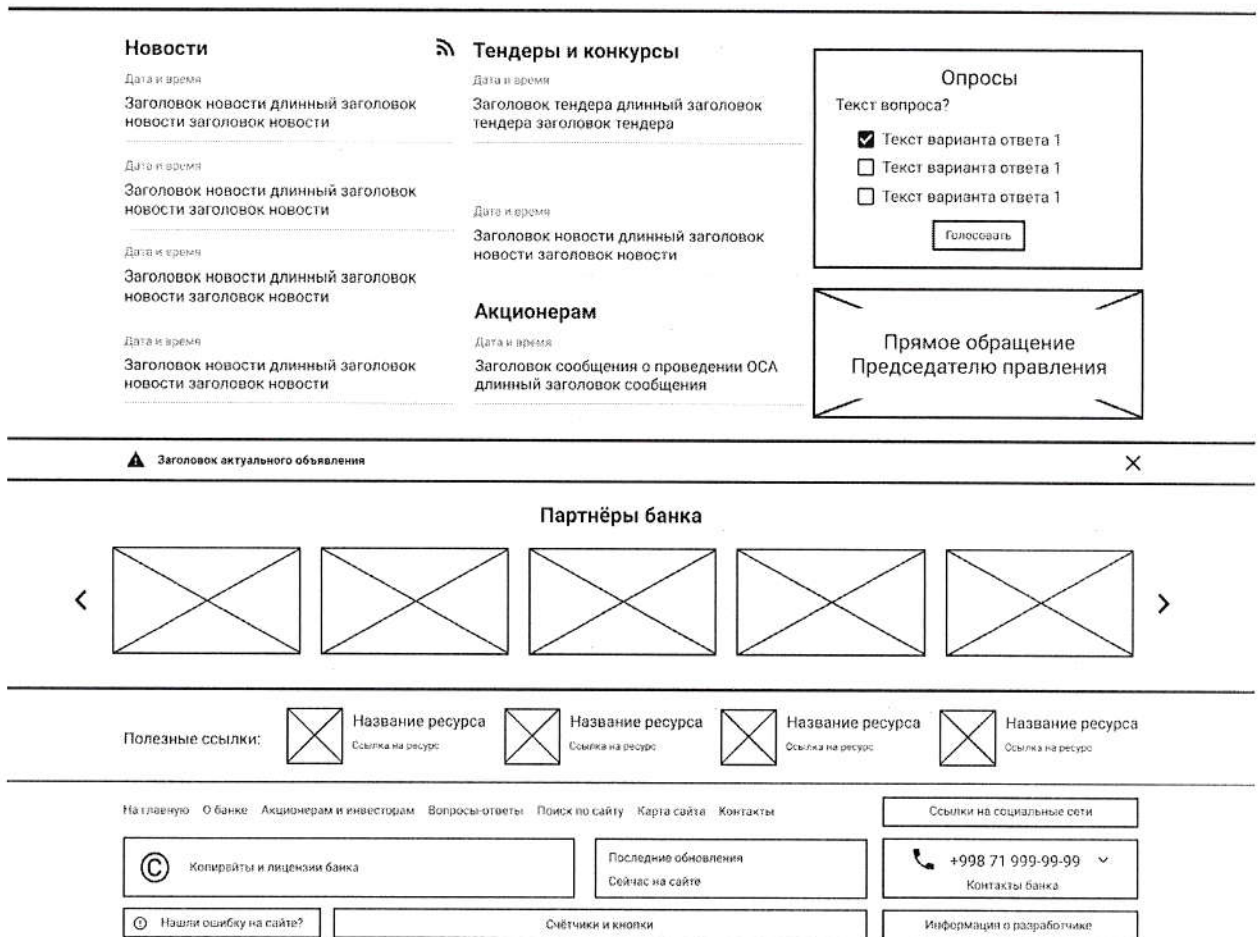 Новости
Дата и время
Заголовок новости длинный заголовок
новости заголовок новости
Дата и время
Заголовок новости длинный заголовок
новости заголовок новости
Дата и время
Заголовок новости длинный заголовок
новости заголовок новости
Дата и время
Заголовок новости длинный заголовок
новости заголовок новости
Тендеры и конкурсы
Дата и время
Заголовок тендера длинный заголовок
тендера заголовок тендера
Дата и время
Заголовок новости длинный заголовок
новости заголовок новости
Акционерам
Дата и время
Заголовок сообщения о проведении ОСА
длинный заголовок сообщения
Опросы
Текст вопроса?
Текст варианта ответа 1
Текст варианта ответа 1
Текст варианта ответа 1
Голосовать
Прямое обращение
Председателю правления
Заголовок актуального объявления
Партнёры банка
Полезные ссылки:
Название ресурса
Ссылка на ресурс
Название ресурса
Ссылка на ресурс
Название ресурса
Ссылка на ресурс
Название ресурса
Ссылка на ресурс
На главную О банке Акционерам и инвесторам Вопросы-ответы Поиск по сайту Карта сайта Контакты
Ссылки на социальные сети
© Копирайты и лицензии банка
Последние обновления
Сейчас на сайте
+998 71 999-99-99
Контакты банка
Нашли ошибку на сайте?
Счётчики и кнопки
Информация о разработчике